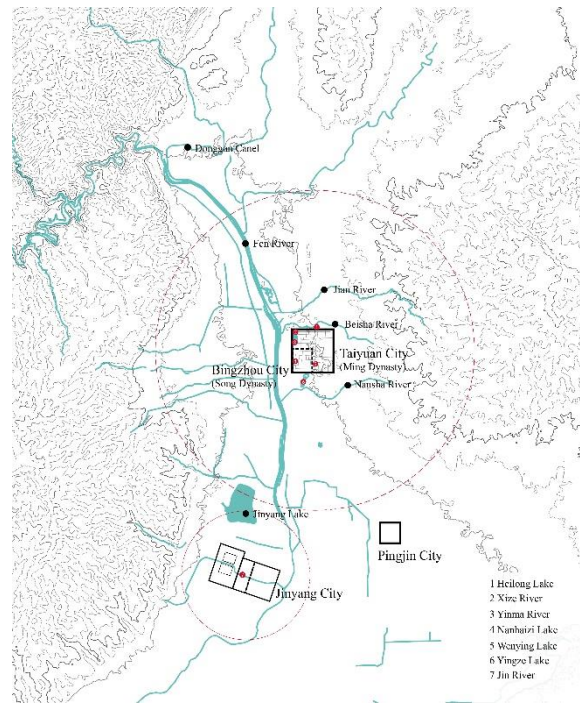 Donggan Canel
Fen River
Jian River
Beisha River
Taiyuan City
(Ming Dynasty)
Bingzhou City
(Song Dynasty)
Nansha River
Jinyang Lake
Pingjin City
Jinyang City
1 Heilong Lake
2 Xize River
3 Yinma River
4 Nanhaizi Lake
5 Wenying Lake
6 Yingze Lake
7 Jin River